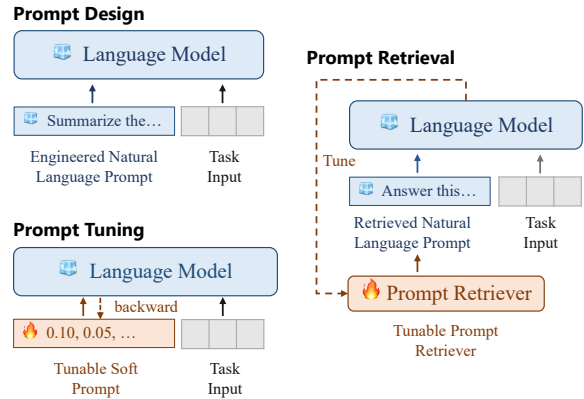 Prompt Design
Language Model
Summarize the…
Engineered Natural
Language Prompt
Task
Input
Prompt Tuning
Language Model
backward
0.10, 0.05, …
Tunable Soft
Prompt
Task
Input
Prompt Retrieval
Language Model
Tune
Answer this…
Retrieved Natural
Language Prompt
Task
Input
Prompt Retriever
Tunable Prompt
Retriever